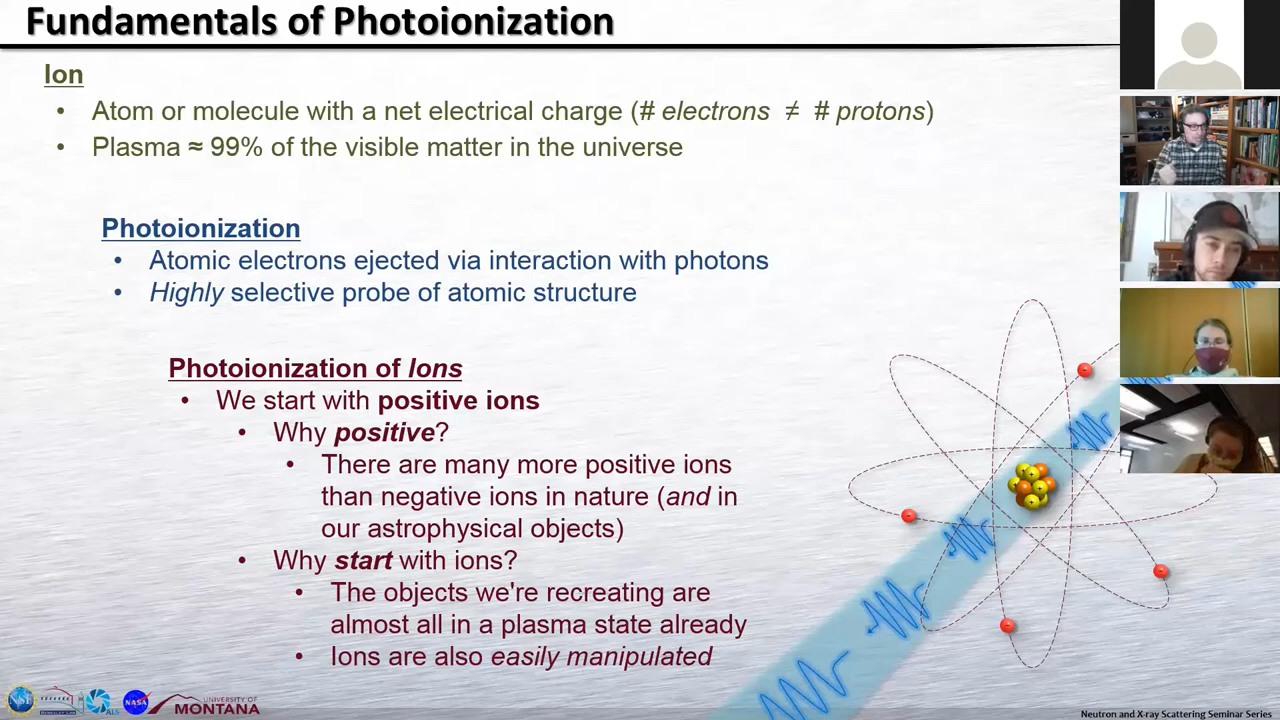 Fundamentals of Photoionization
Ion
• Atom or molecule with a net electrical charge (# electrons ≠ # protons)
• Plasma ≈ 99% of the visible matter in the universe
Photoionization
• Atomic electrons ejected via interaction with photons
• Highly selective probe of atomic structure
Photoionization of Ions
• We start with positive ions
• Why positive?
• There are many more positive ions
than negative ions in nature (and in
our astrophysical objects)
• Why start with ions?
• The objects we're recreating are
almost all in a plasma state already
• Ions are also easily manipulated
NSF
ALS
NASA
UNIVERSITY OF
MONTANA
Neutron and X-ray Scattering Seminar Series